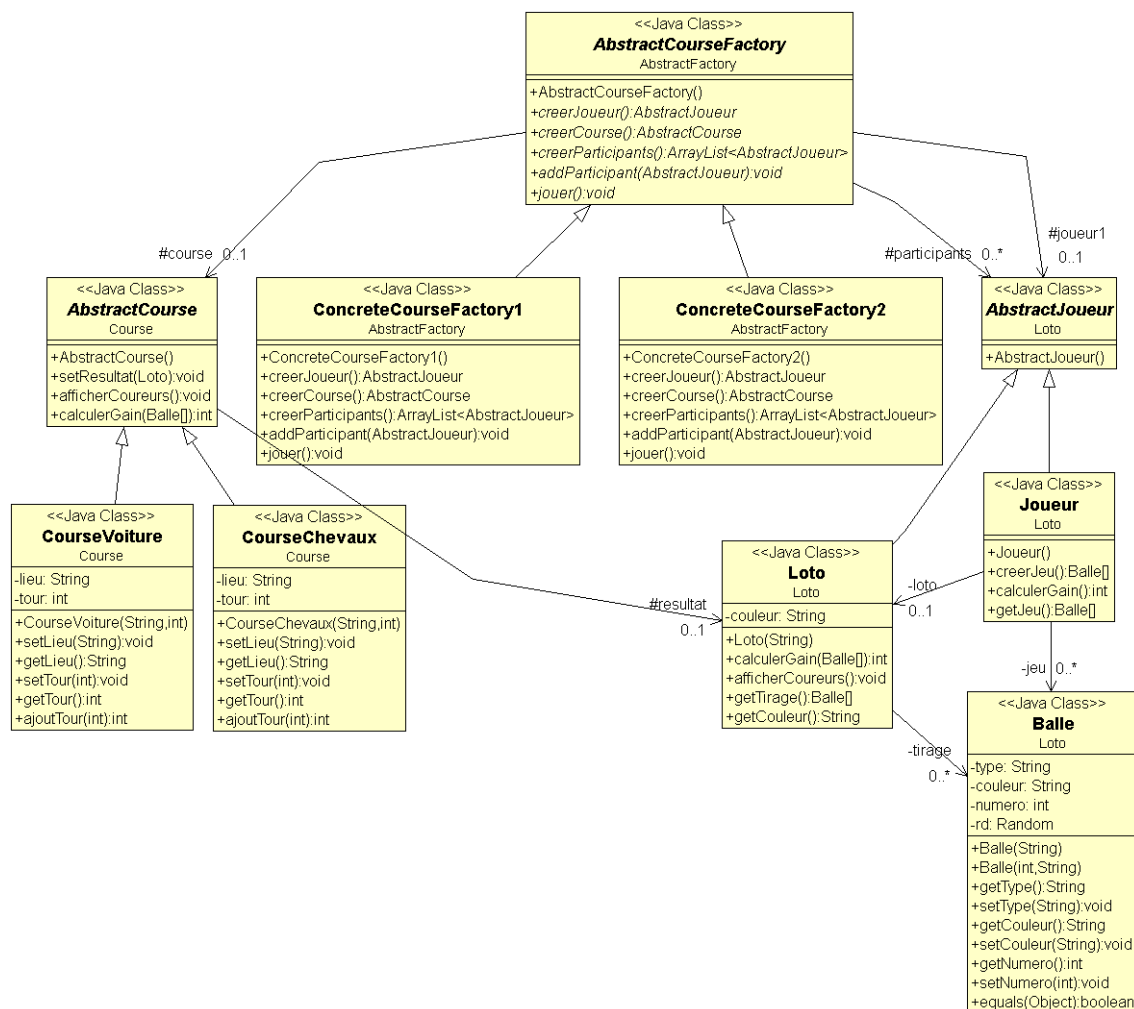 <<Java Class>>
AbstractCourseFactory
AbstractFactory
+AbstractCourseFactory()
+creerJoueur():AbstractJoueur
+creerCourse():AbstractCourse
+creerParticipants():ArrayList<AbstractJoueur>
+addParticipant(AbstractJoueur):void
+jouer():void
#course 0..1
#participants 0..*
#joueur1
0..1
<<Java Class>>
AbstractCourse
Course
+AbstractCourse()
+setResultat(Loto):void
+afficherCoureurs():void
+calculerGain(Balle[]):int
<<Java Class>>
ConcreteCourseFactory1
AbstractFactory
+ConcreteCourseFactory1()
+creerJoueur():AbstractJoueur
+creerCourse():AbstractCourse
+creerParticipants():ArrayList<AbstractJoueur>
+addParticipant(AbstractJoueur):void
+jouer():void
<<Java Class>>
ConcreteCourseFactory2
AbstractFactory
+ConcreteCourseFactory2()
+creerJoueur():AbstractJoueur
+creerCourse():AbstractCourse
+creerParticipants():ArrayList<AbstractJoueur>
+addParticipant(AbstractJoueur):void
+jouer():void
<<Java Class>>
AbstractJoueur
Loto
+AbstractJoueur()
<<Java Class>>
CourseVoiture
Course
-lieu: String
-tour: int
+CourseVoiture(String,int)
+setLieu(String):void
+getLieu():String
+setTour(int):void
+getTour():int
+ajoutTour(int):int
<<Java Class>>
CourseChevaux
Course
-lieu: String
-tour: int
+CourseChevaux(String,int)
+setLieu(String):void
+getLieu():String
+setTour(int):void
+getTour():int
+ajoutTour(int):int
#resultat
0..1
<<Java Class>>
Loto
Loto
-couleur: String
+Loto(String)
+calculerGain(Balle[]):int
+afficherCoureurs():void
+getTirage():Balle[]
+getCouleur():String
-loto
0..1
<<Java Class>>
Joueur
Loto
+Joueur()
+creerJeu():Balle[]
+calculerGain():int
+getJeu():Balle[]
-jeu 0..*
-tirage
0..*
<<Java Class>>
Balle
Loto
-type: String
-couleur: String
-numero: int
-rd: Random
+Balle(String)
+Balle(int,String)
+getType():String
+setType(String):void
+getCouleur():String
+setCouleur(String):void
+getNumero():int
+setNumero(int):void
+equals(Object):boolean